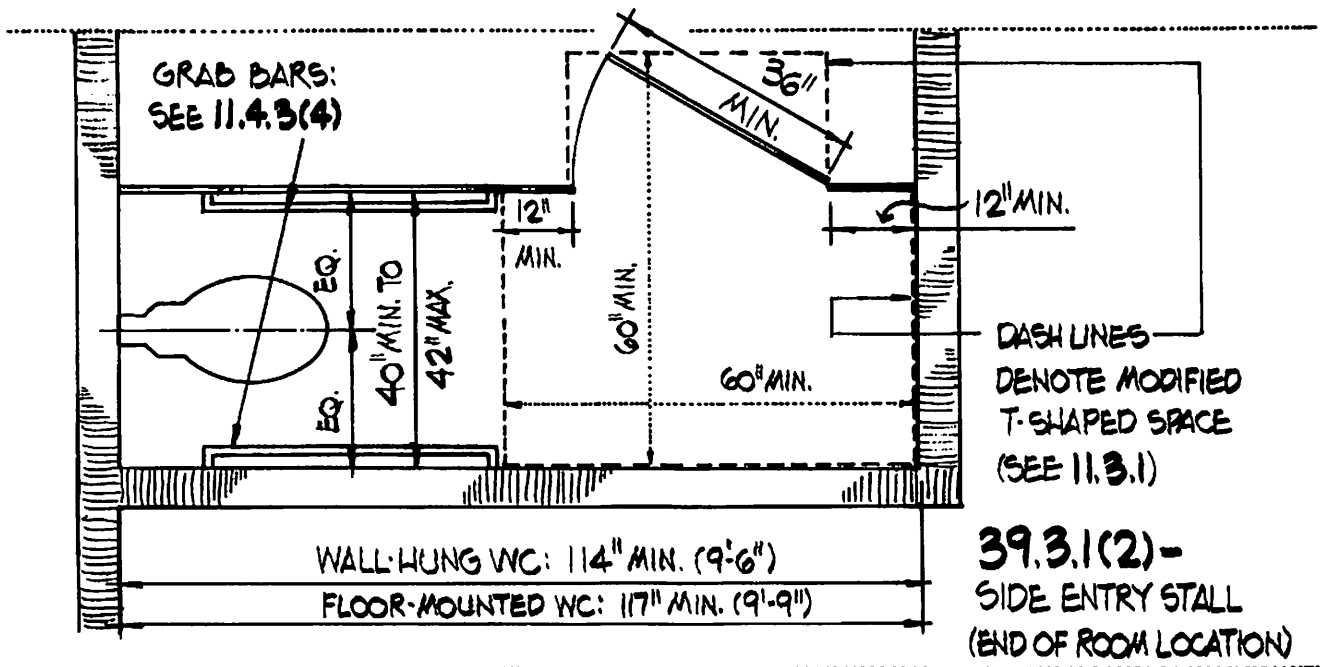 GRAB BARS:
SEE 11.4.3(4)
36"
MIN.
12"
MIN.
12" MIN.
EQ.
EQ.
40" MIN. TO
42" MAX.
60" MIN.
60" MIN.
DASH LINES
DENOTE MODIFIED
T-SHAPED SPACE
(SEE 11.3.1)
WALL-HUNG WC: 114" MIN. (9'-6")
FLOOR-MOUNTED WC: 117" MIN. (9'-9")
39.3.1(2)-
SIDE ENTRY STALL
(END OF ROOM LOCATION)